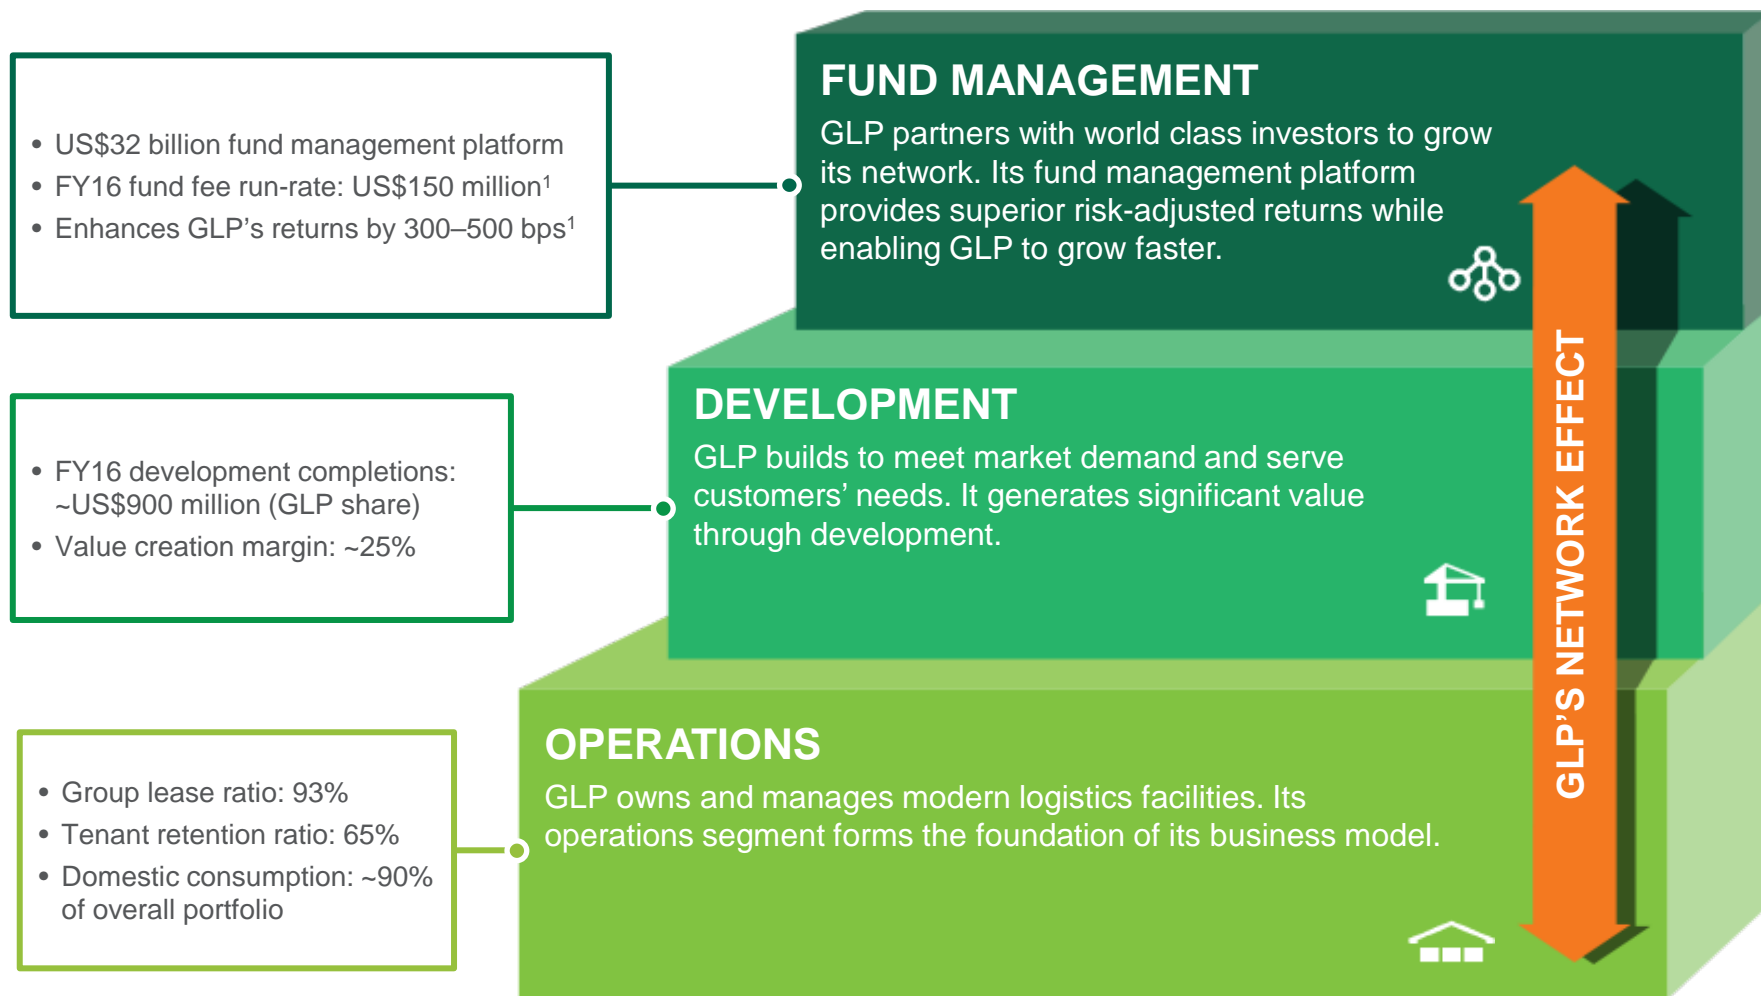 • US$32 billion fund management platform
• FY16 fund fee run-rate: US$150 million¹
• Enhances GLP’s returns by 300–500 bps¹
FUND MANAGEMENT
GLP partners with world class investors to grow
its network. Its fund management platform
provides superior risk-adjusted returns while
enabling GLP to grow faster.
• FY16 development completions:
~US$900 million (GLP share)
• Value creation margin: ~25%
DEVELOPMENT
GLP builds to meet market demand and serve
customers’ needs. It generates significant value
through development.
• Group lease ratio: 93%
• Tenant retention ratio: 65%
• Domestic consumption: ~90%
of overall portfolio
OPERATIONS
GLP owns and manages modern logistics facilities. Its
operations segment forms the foundation of its business model.
GLP’S NETWORK EFFECT